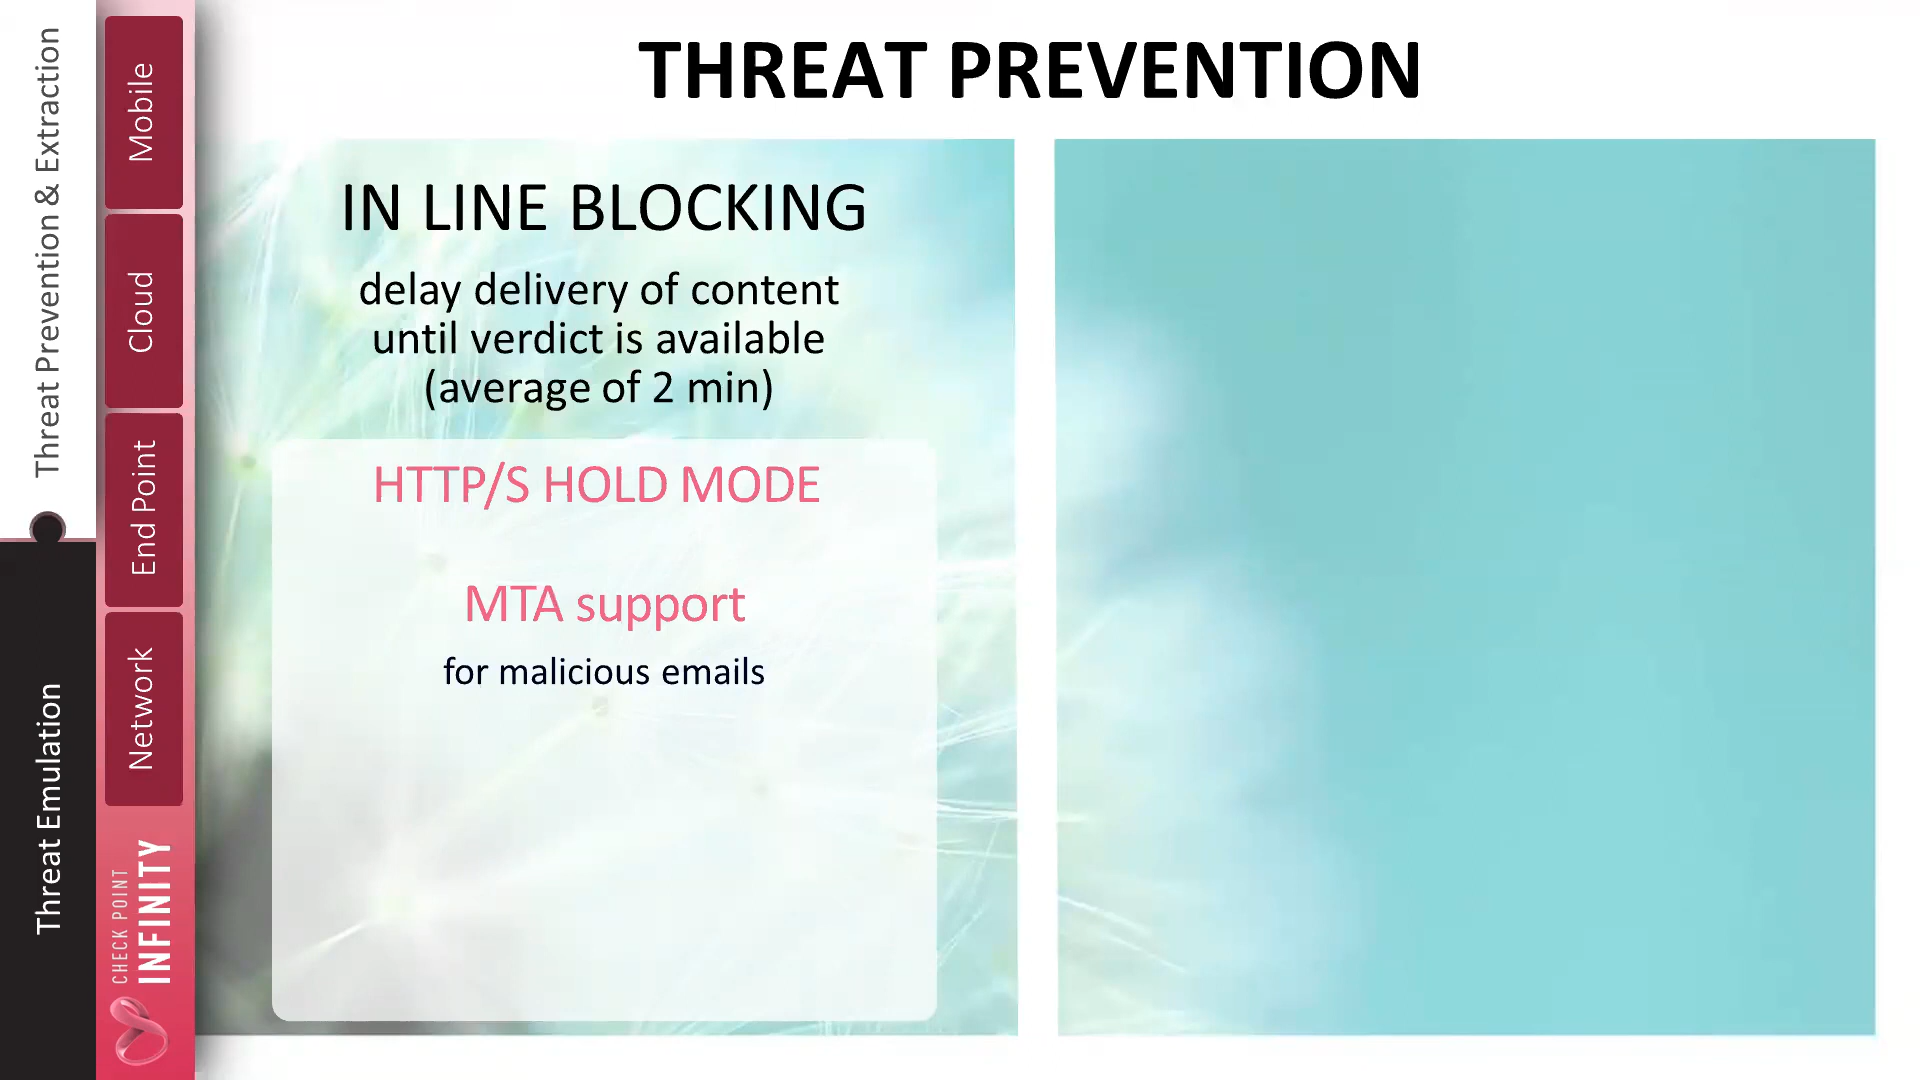 Threat Prevention & Extraction
Threat Emulation
Mobile
Cloud
End Point
Network
CHECK POINT
INFINITY
THREAT PREVENTION
IN LINE BLOCKING
delay delivery of content
until verdict is available
(average of 2 min)
HTTP/S HOLD MODE
MTA support
for malicious emails